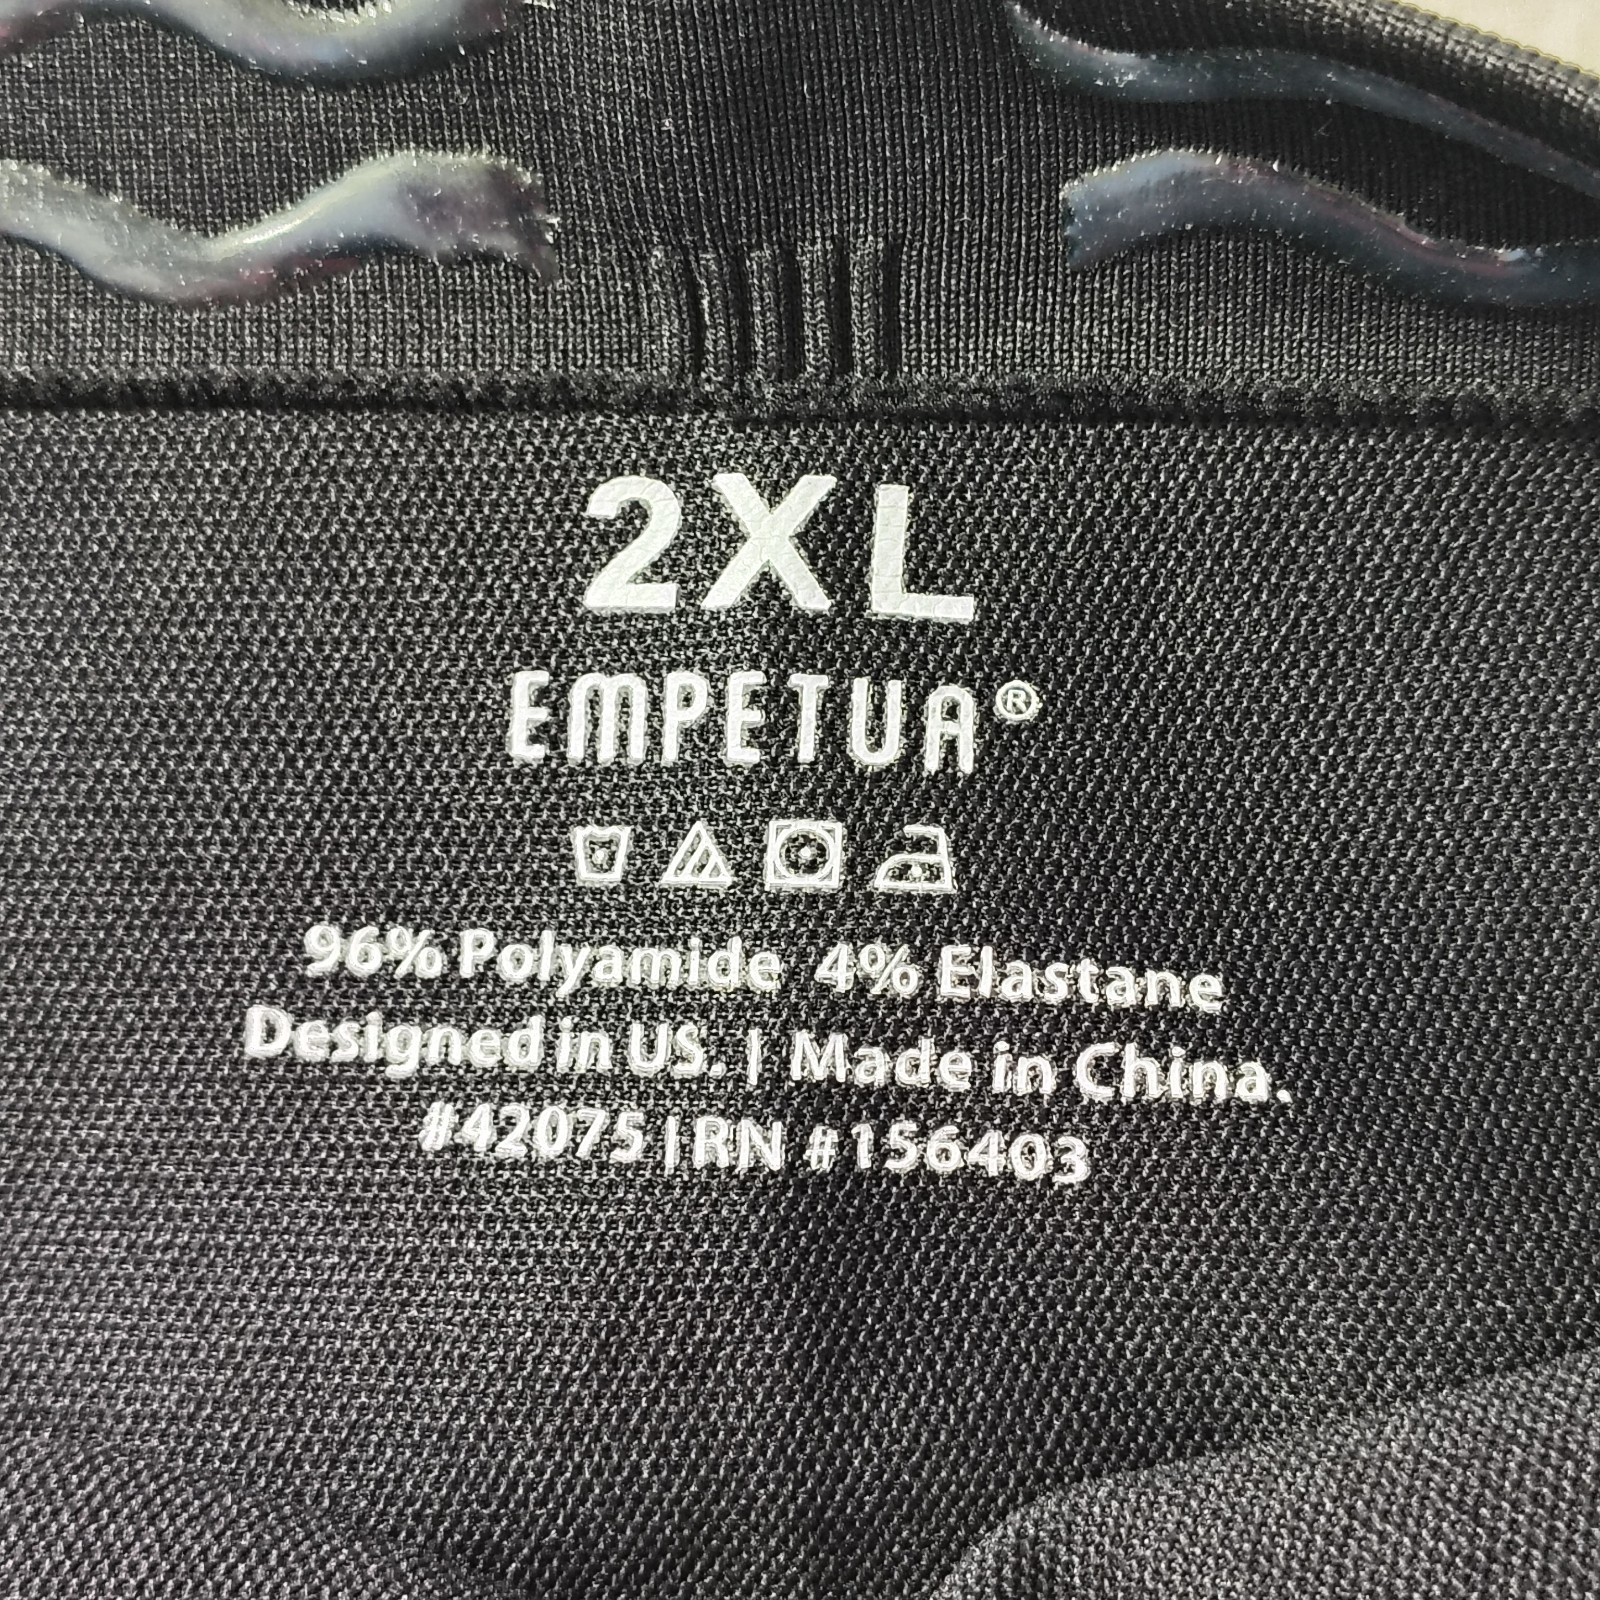 2XL
EMPETUA®
96% Polyamide 4% Elastane
Designed in US. | Made in China.
#42075 | RN #156403